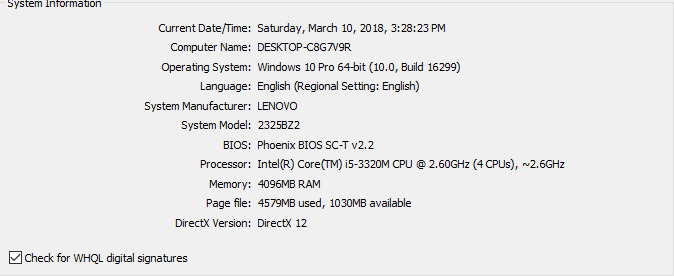 System Information
Current Date/Time: Saturday, March 10, 2018, 3:28:23 PM
Computer Name: DESKTOP-C8G7V9R
Operating System: Windows 10 Pro 64-bit (10.0, Build 16299)
Language: English (Regional Setting: English)
System Manufacturer: LENOVO
System Model: 2325BZ2
BIOS: Phoenix BIOS SC-T v2.2
Processor: Intel(R) Core(TM) i5-3320M CPU @ 2.60GHz (4 CPUs), ~2.6GHz
Memory: 4096MB RAM
Page file: 4579MB used, 1030MB available
DirectX Version: DirectX 12
Check for WHQL digital signatures